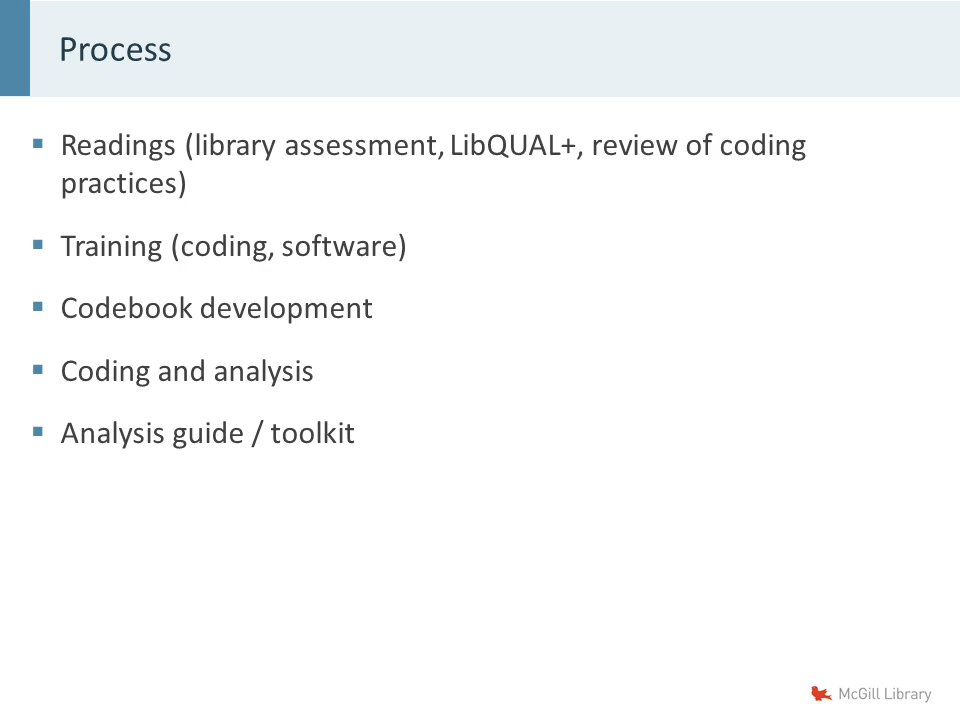 Process
▪ Readings (library assessment, LibQUAL+, review of coding
practices)
▪ Training (coding, software)
▪ Codebook development
▪ Coding and analysis
▪ Analysis guide / toolkit
McGill Library